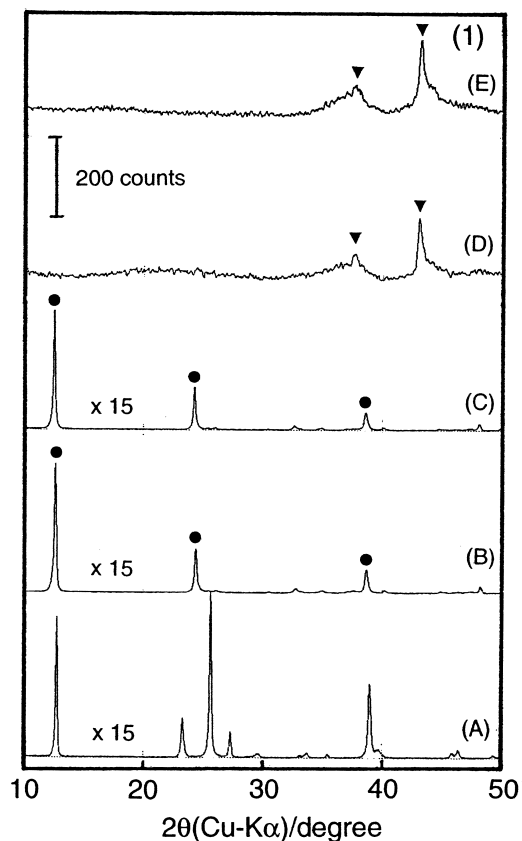 (1)
(E)
200 counts
(D)
x 15
(C)
x 15
(B)
x 15
(A)
10 20 30 40 50
2θ(Cu-Kα)/degree